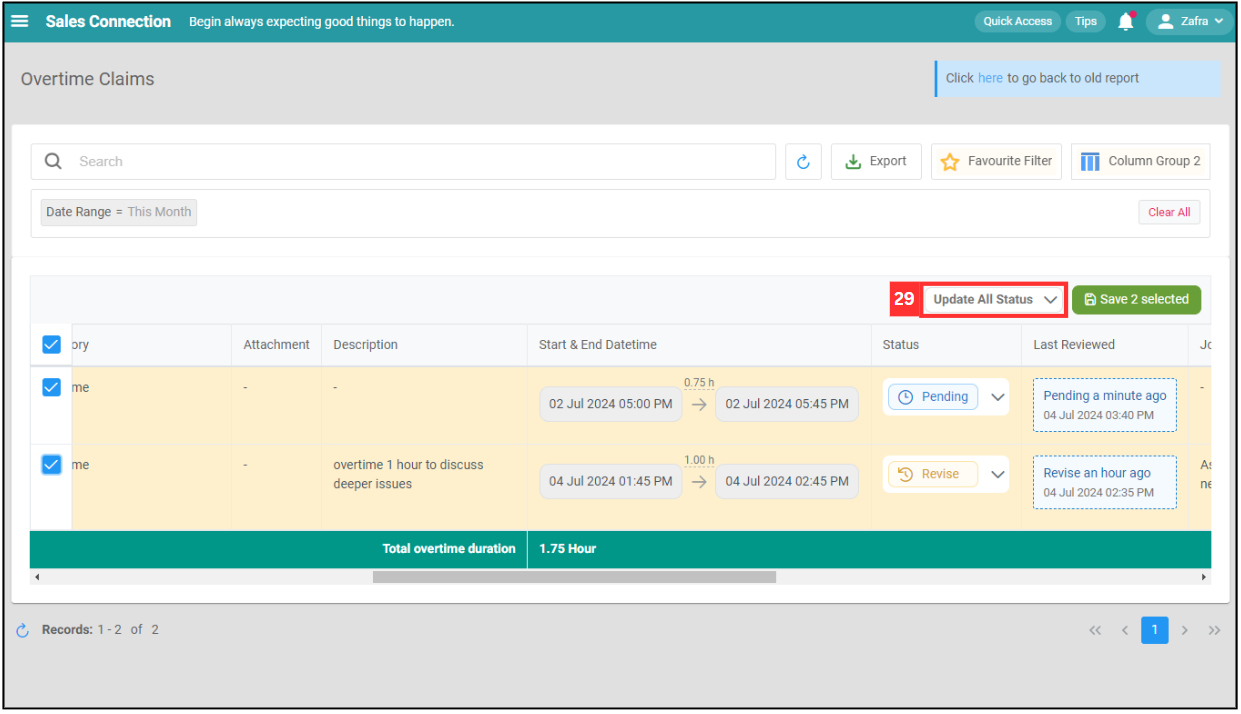 Sales Connection Begin always expecting good things to happen. Quick Access Tips Zafra
Overtime Claims
Click here to go back to old report
Search Export Favourite Filter Column Group 2
Date Range = This Month Clear All
29 Update All Status Save 2 selected
ory Attachment Description Start & End Datetime Status Last Reviewed Jo
me - - 02 Jul 2024 05:00 PM 0.75 h 02 Jul 2024 05:45 PM Pending Pending a minute ago -
04 Jul 2024 03:40 PM
me - overtime 1 hour to discuss 04 Jul 2024 01:45 PM 1.00 h 04 Jul 2024 02:45 PM Revise Revise an hour ago As
deeper issues 04 Jul 2024 02:35 PM ne
Total overtime duration 1.75 Hour
Records: 1 - 2 of 2 << < 1 > >>